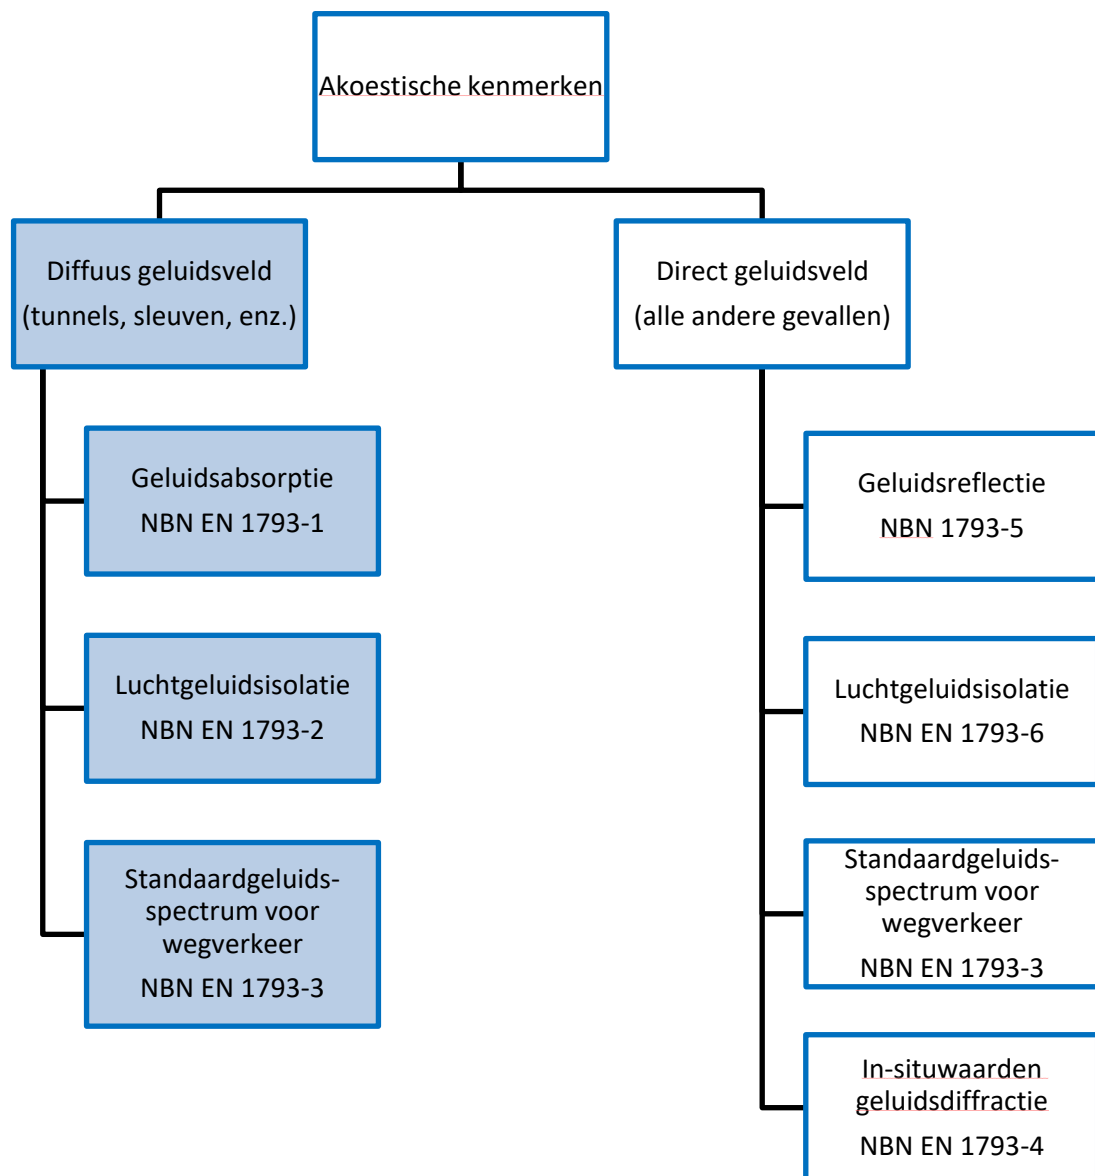 Akoestische kenmerken
Diffuus geluidsveld
(tunnels, sleuven, enz.)
Geluidsabsorptie
NBN EN 1793-1
Luchtgeluidsisolatie
NBN EN 1793-2
Standaardgeluids-
spectrum voor
wegverkeer
NBN EN 1793-3
Direct geluidsveld
(alle andere gevallen)
Geluidsreflectie
NBN 1793-5
Luchtgeluidsisolatie
NBN EN 1793-6
Standaardgeluids-
spectrum voor
wegverkeer
NBN EN 1793-3
In-situwaarden
geluidsdiffractie
NBN EN 1793-4